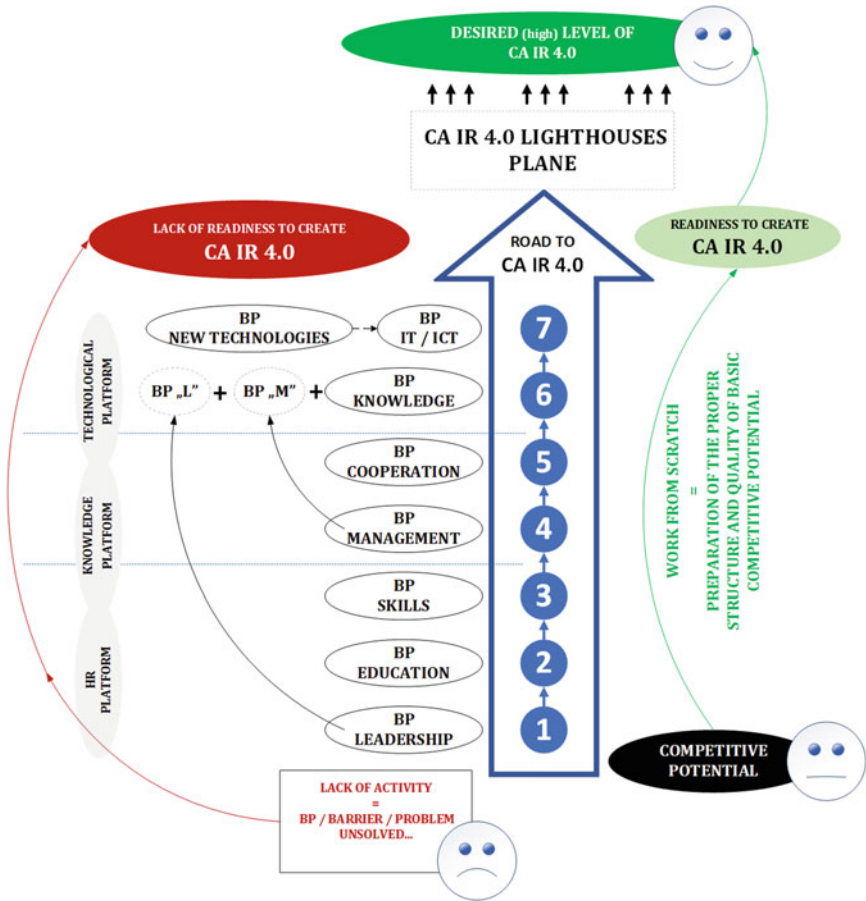 DESIRED (high) LEVEL OF
CA IR 4.0
CA IR 4.0 LIGHTHOUSES
PLANE
LACK OF READINESS TO CREATE
CA IR 4.0
ROAD TO
CA IR 4.0
READINESS TO CREATE
CA IR 4.0
TECHNOLOGICAL
PLATFORM
KNOWLEDGE
PLATFORM
HR
PLATFORM
BP
NEW TECHNOLOGIES
BP
IT / ICT
7
BP „L”
+
BP „M”
+
BP
KNOWLEDGE
6
BP
COOPERATION
5
BP
MANAGEMENT
4
BP
SKILLS
3
BP
EDUCATION
2
BP
LEADERSHIP
1
WORK FROM SCRATCH
=
PREPARATION OF THE PROPER
STRUCTURE AND QUALITY OF BASIC
COMPETITIVE POTENTIAL
COMPETITIVE
POTENTIAL
LACK OF ACTIVITY
=
BP / BARRIER / PROBLEM
UNSOLVED...